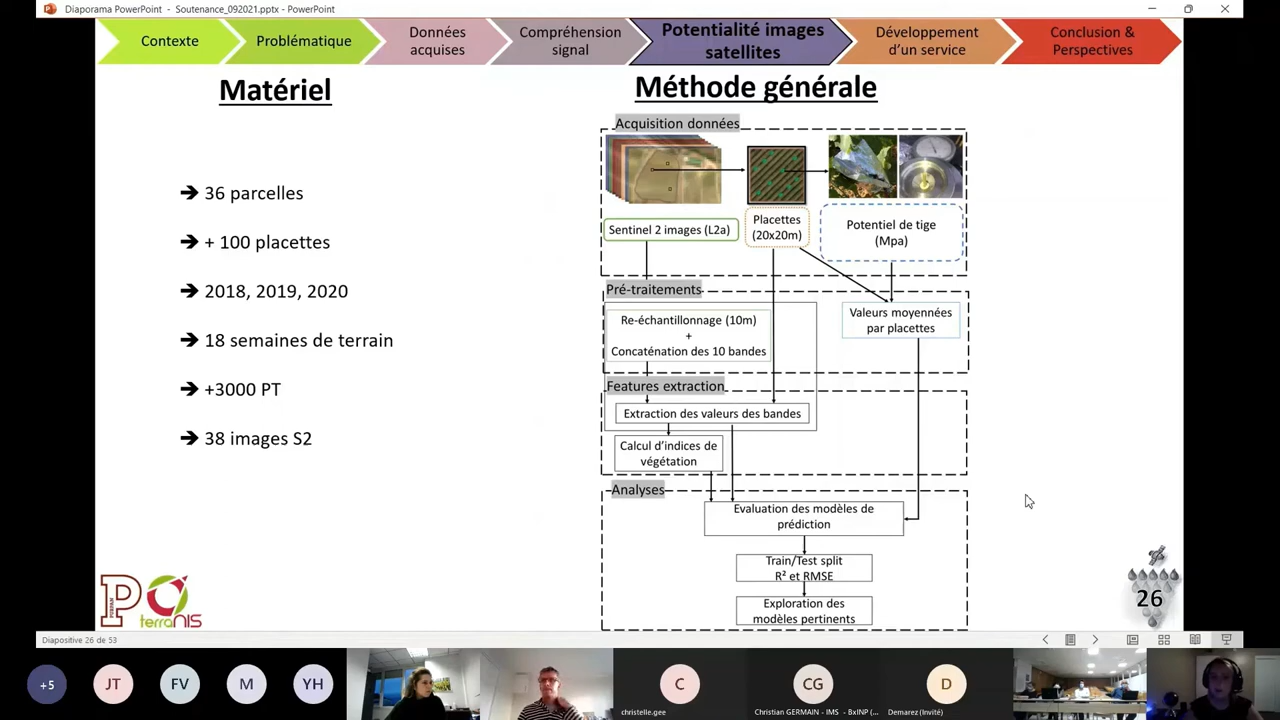 Diaporama PowerPoint - Soutenance_092021.pptx - PowerPoint
Contexte
Problématique
Données
acquises
Compréhension
signal
Potentialité images
satellites
Développement
d'un service
Conclusion &
Perspectives
Matériel
➔ 36 parcelles
➔ + 100 placettes
➔ 2018, 2019, 2020
➔ 18 semaines de terrain
➔ +3000 PT
➔ 38 images S2
Méthode générale
Acquisition données
Sentinel 2 images (L2a)
Placettes
(20x20m)
Potentiel de tige
(Mpa)
Pré-traitements
Re-échantillonnage (10m)
+
Concaténation des 10 bandes
Valeurs moyennées
par placettes
Features extraction
Extraction des valeurs des bandes
Calcul d'indices de
végétation
Analyses
Evaluation des modèles de
prédiction
Train/Test split
R² et RMSE
Exploration des
modèles pertinents
P
PURPAN
terraNIS
26
Diapositive 26 de 53
+5
JT
FV
M
YH
C
christelle.gee
CG
Christian GERMAIN - IMS - BxINP (...
D
Demarez (Invité)